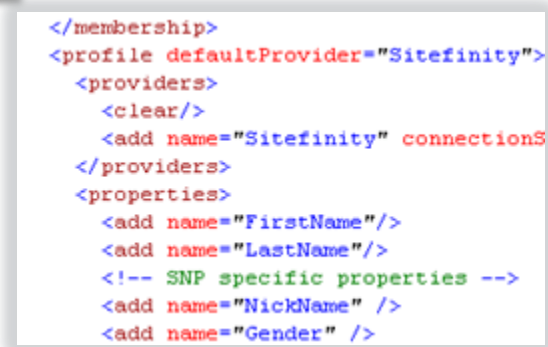 </membership>
<profile defaultProvider="Sitefinity">
<providers>
<clear/>
<add name="Sitefinity" connectionS
</providers>
<properties>
<add name="FirstName"/>
<add name="LastName"/>
<!-- SNP specific properties -->
<add name="NickName" />
<add name="Gender" />